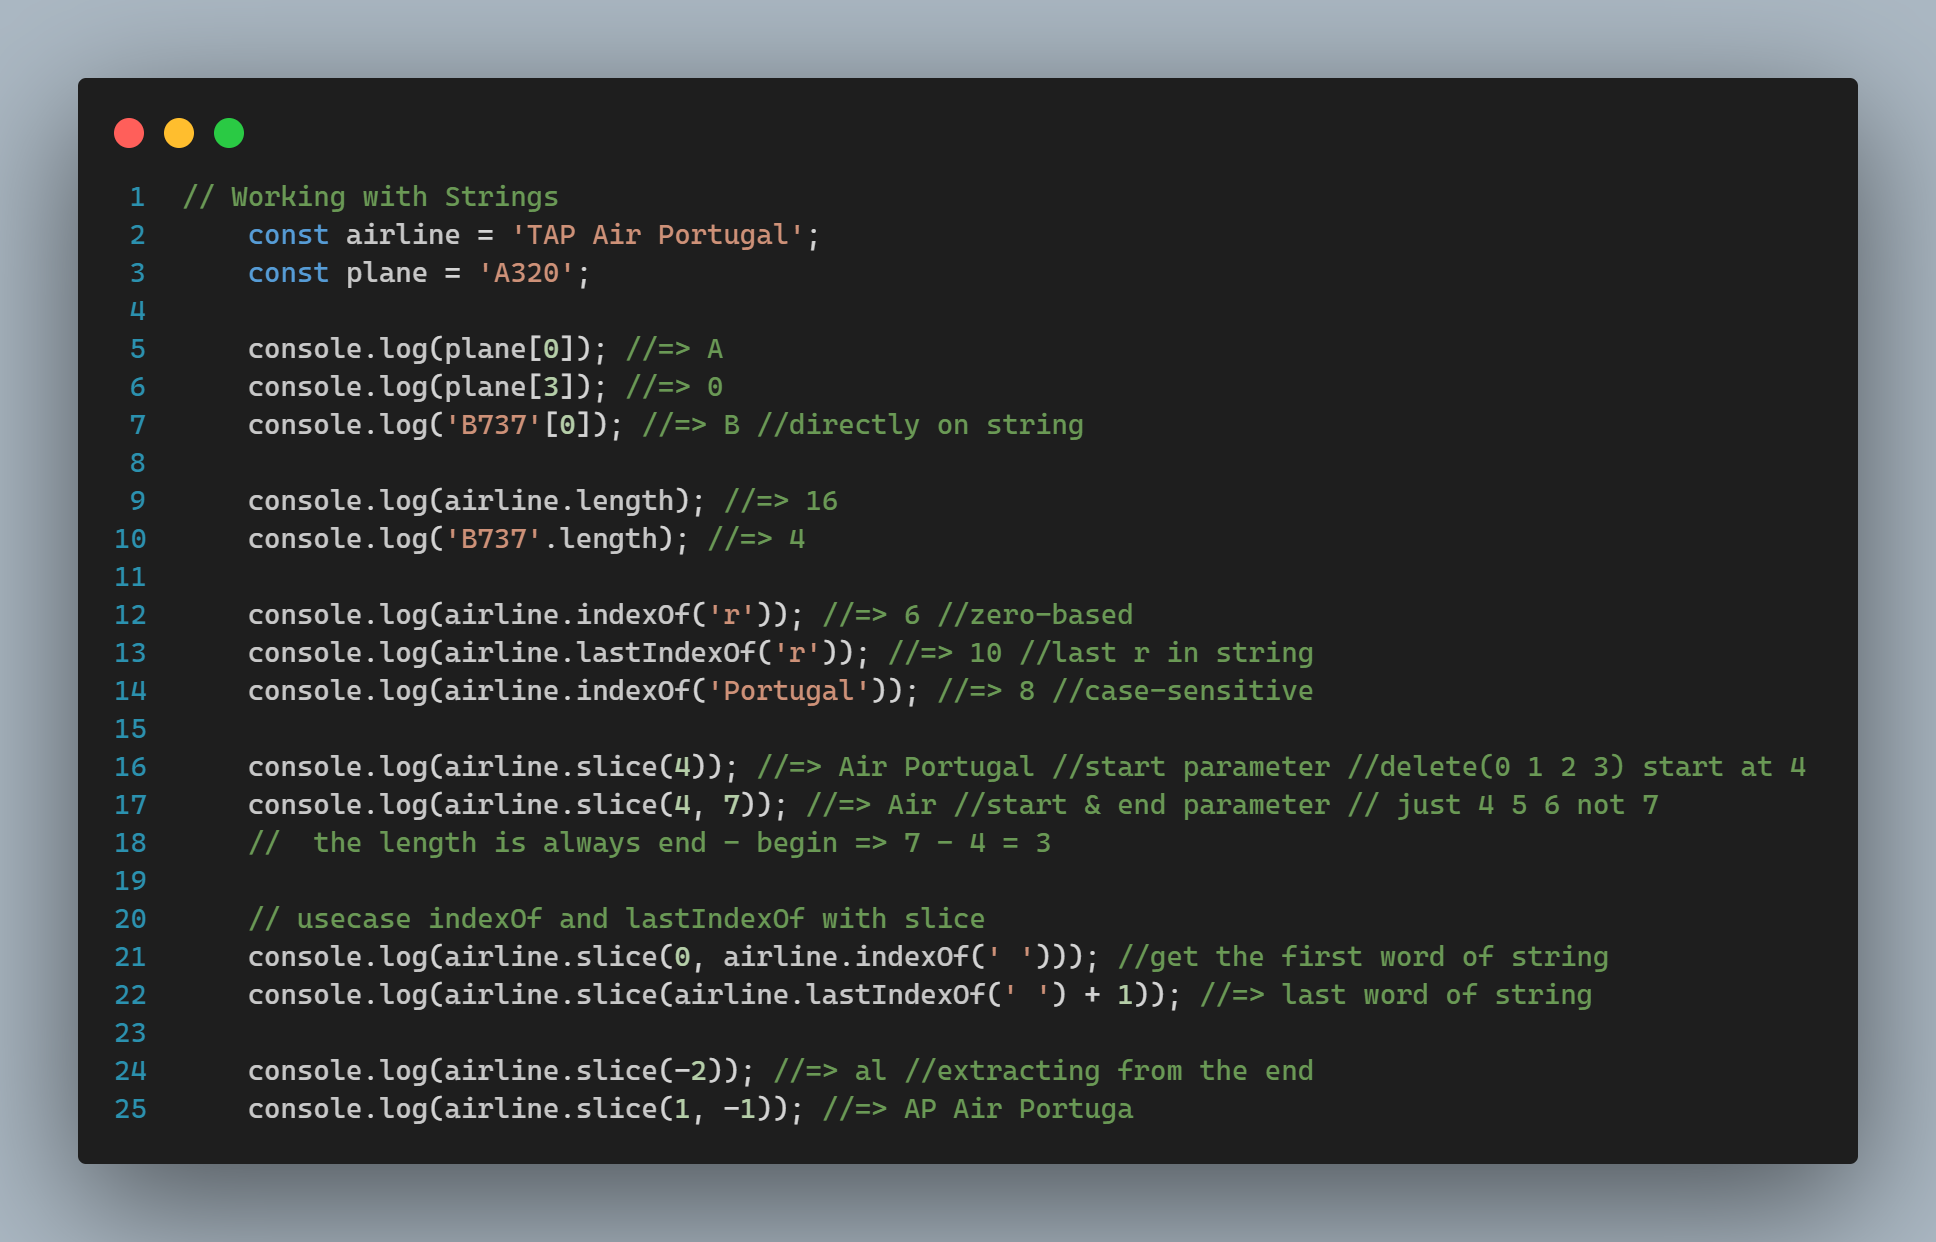 1 // Working with Strings
2     const airline = 'TAP Air Portugal';
3     const plane = 'A320';
4
5     console.log(plane[0]); //=> A
6     console.log(plane[3]); //=> 0
7     console.log('B737'[0]); //=> B //directly on string
8
9     console.log(airline.length); //=> 16
10     console.log('B737'.length); //=> 4
11
12     console.log(airline.indexOf('r')); //=> 6 //zero-based
13     console.log(airline.lastIndexOf('r')); //=> 10 //last r in string
14     console.log(airline.indexOf('Portugal')); //=> 8 //case-sensitive
15
16     console.log(airline.slice(4)); //=> Air Portugal //start parameter //delete(0 1 2 3) start at 4
17     console.log(airline.slice(4, 7)); //=> Air //start & end parameter // just 4 5 6 not 7
18     //  the length is always end - begin => 7 - 4 = 3
19
20     // usecase indexOf and lastIndexOf with slice
21     console.log(airline.slice(0, airline.indexOf(' '))); //get the first word of string
22     console.log(airline.slice(airline.lastIndexOf(' ') + 1)); //=> last word of string
23
24     console.log(airline.slice(-2)); //=> al //extracting from the end
25     console.log(airline.slice(1, -1)); //=> AP Air Portuga